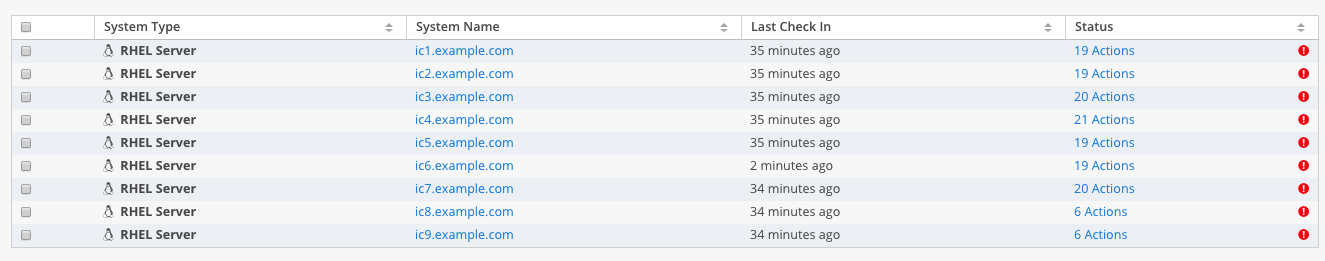 System Type System Name Last Check In Status
RHEL Server ic1.example.com 35 minutes ago 19 Actions
RHEL Server ic2.example.com 35 minutes ago 19 Actions
RHEL Server ic3.example.com 35 minutes ago 20 Actions
RHEL Server ic4.example.com 35 minutes ago 21 Actions
RHEL Server ic5.example.com 35 minutes ago 19 Actions
RHEL Server ic6.example.com 2 minutes ago 19 Actions
RHEL Server ic7.example.com 34 minutes ago 20 Actions
RHEL Server ic8.example.com 34 minutes ago 6 Actions
RHEL Server ic9.example.com 34 minutes ago 6 Actions